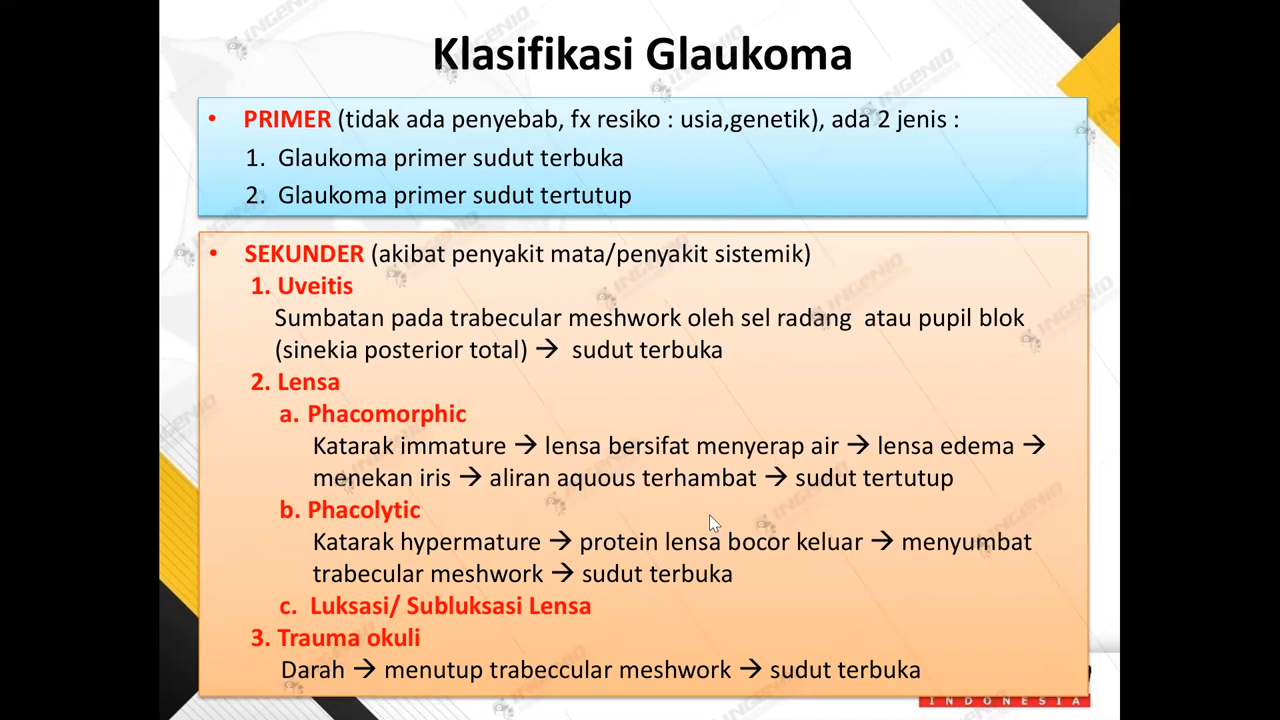 Klasifikasi Glaukoma
• PRIMER (tidak ada penyebab, fx resiko : usia,genetik), ada 2 jenis :
1. Glaukoma primer sudut terbuka
2. Glaukoma primer sudut tertutup
• SEKUNDER (akibat penyakit mata/penyakit sistemik)
1. Uveitis
Sumbatan pada trabecular meshwork oleh sel radang atau pupil blok
(sinekia posterior total) → sudut terbuka
2. Lensa
a. Phacomorphic
Katarak immature → lensa bersifat menyerap air → lensa edema →
menekan iris → aliran aquous terhambat → sudut tertutup
b. Phacolytic
Katarak hypermature → protein lensa bocor keluar → menyumbat
trabecular meshwork → sudut terbuka
c. Luksasi/ Subluksasi Lensa
3. Trauma okuli
Darah → menutup trabeccular meshwork → sudut terbuka
INDONESIA